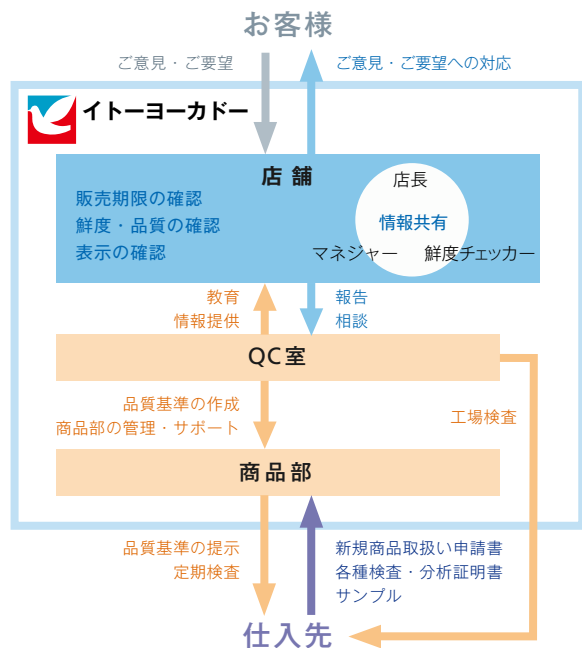 お客様
ご意見・ご要望
ご意見・ご要望への対応
イトーヨーカドー
店舗
販売期限の確認
鮮度・品質の確認
表示の確認
店長
情報共有
マネジャー
鮮度チェッカー
教育
情報提供
報告
相談
QC室
品質基準の作成
商品部の管理・サポート
工場検査
商品部
品質基準の提示
定期検査
新規商品取扱い申請書
各種検査・分析証明書
サンプル
仕入先